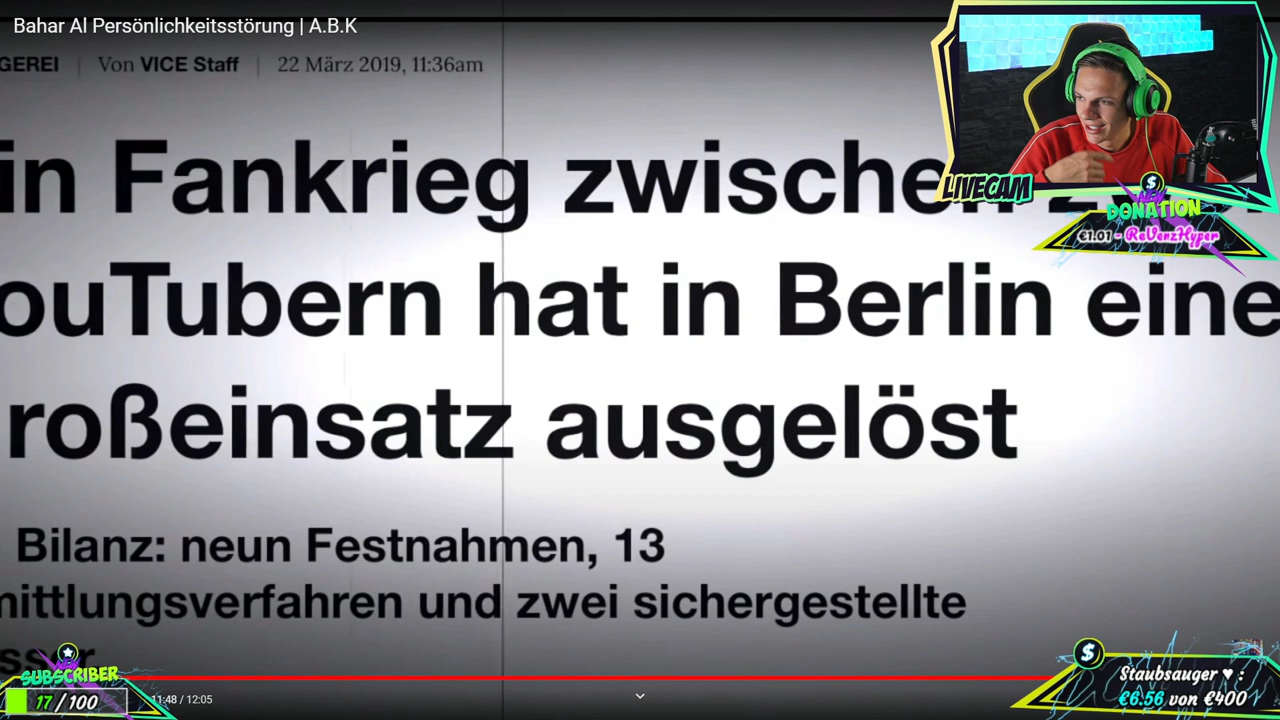 Bahar Al Persönlichkeitsstörung | A.B.K
GEREI | Von VICE Staff | 22 März 2019, 11:36am
in Fankrieg zwischen
ouTubern hat in Berlin eine
roßeinsatz ausgelöst
Bilanz: neun Festnahmen, 13
mittlungsverfahren und zwei sichergestellte
LIVECAM
NEW
DONATION
€1.01 - ReVenzHyper
NEW
SUBSCRIBER
17 / 100
11:48 / 12:05
Staubsauger ♥ :
€6.56 von €400